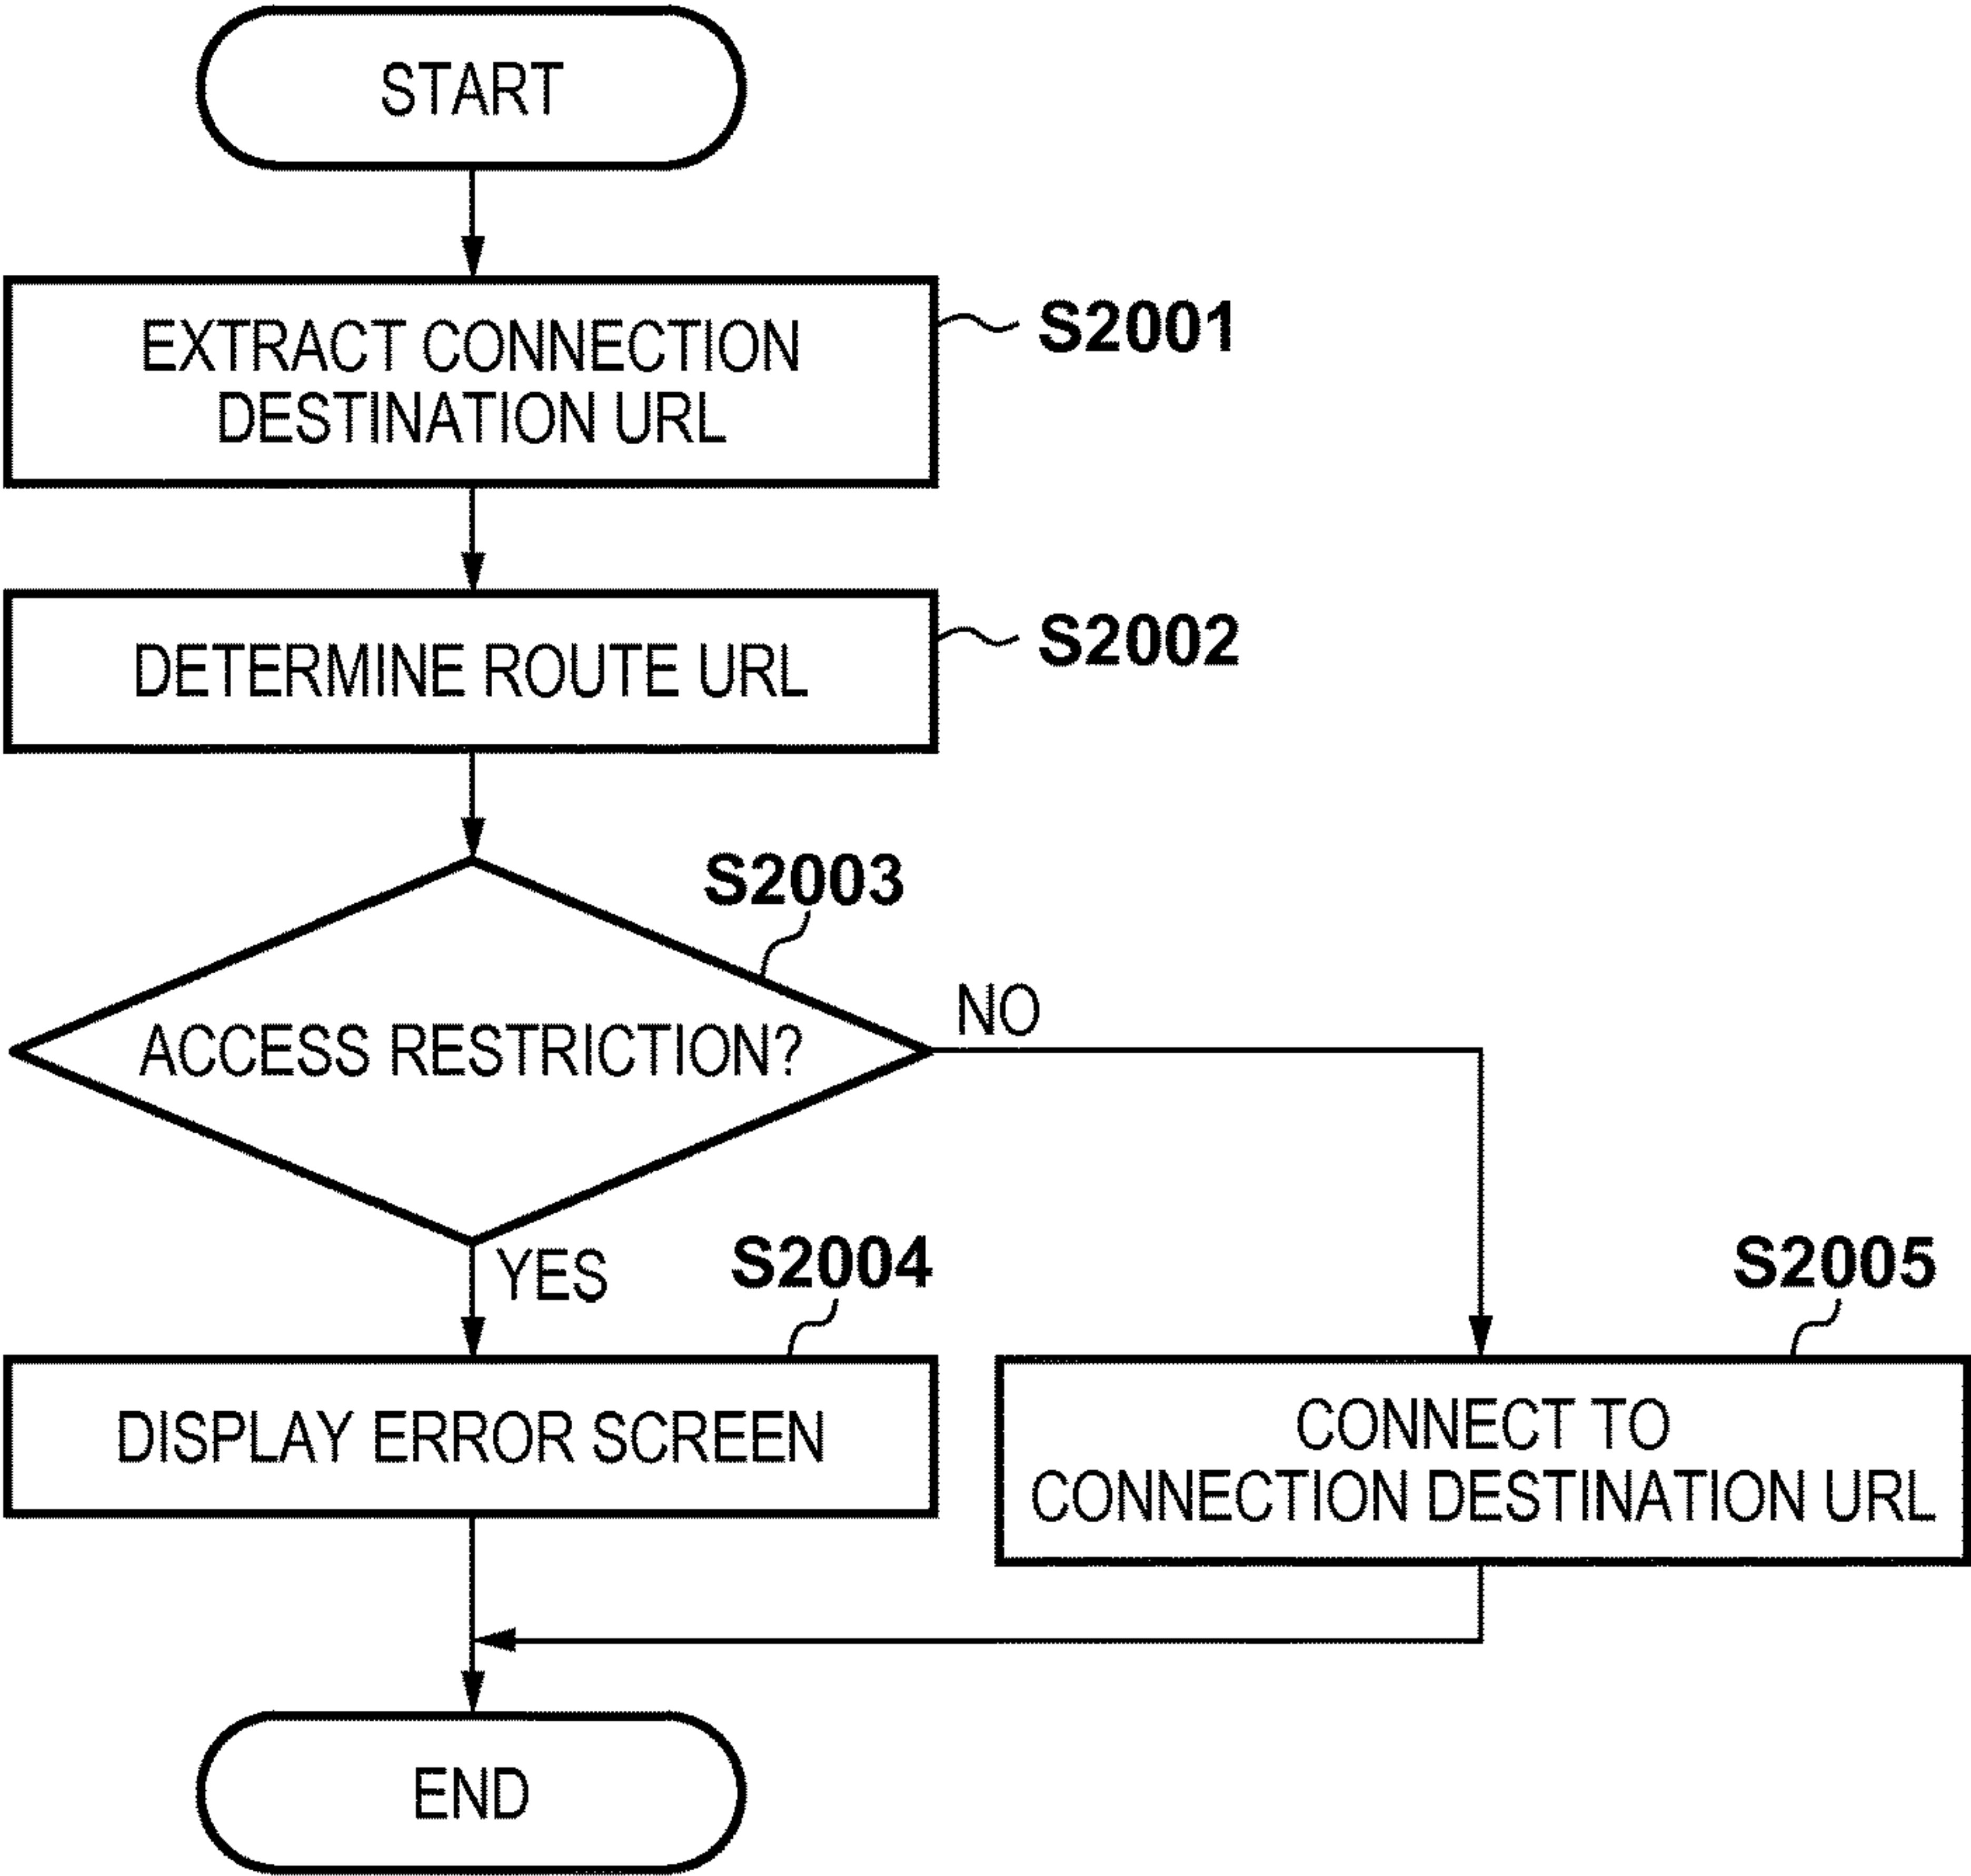 START
EXTRACT CONNECTION
DESTINATION URL
S2001
DETERMINE ROUTE URL
S2002
S2003
ACCESS RESTRICTION?
NO
YES
S2004
DISPLAY ERROR SCREEN
S2005
CONNECT TO
CONNECTION DESTINATION URL
END